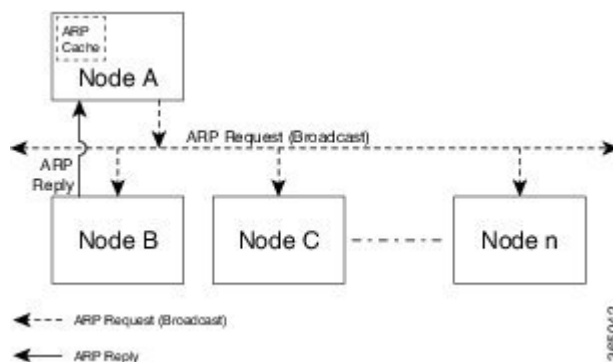 ARP
Cache
Node A
ARP Request (Broadcast)
ARP
Reply
Node B
Node C
Node n
ARP Request (Broadcast)
ARP Reply